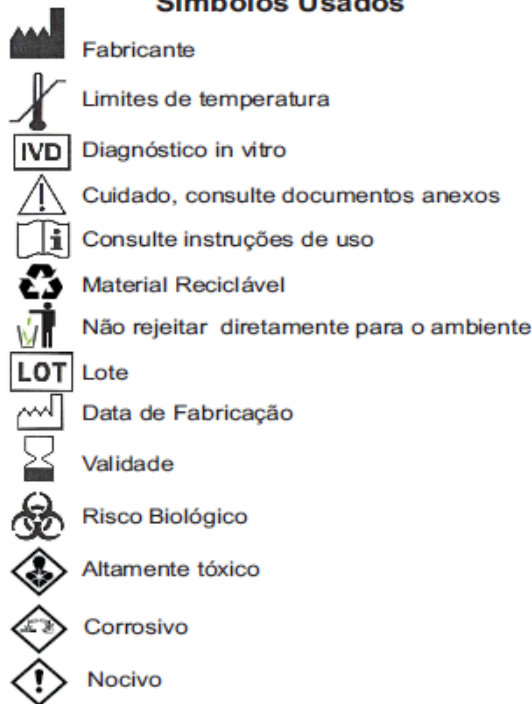 Símbolos Usados
Fabricante
Limites de temperatura
IVD Diagnóstico in vitro
Cuidado, consulte documentos anexos
i Consulte instruções de uso
Material Reciclável
Não rejeitar diretamente para o ambiente
LOT Lote
Data de Fabricação
Validade
Risco Biológico
Altamente tóxico
Corrosivo
Nocivo